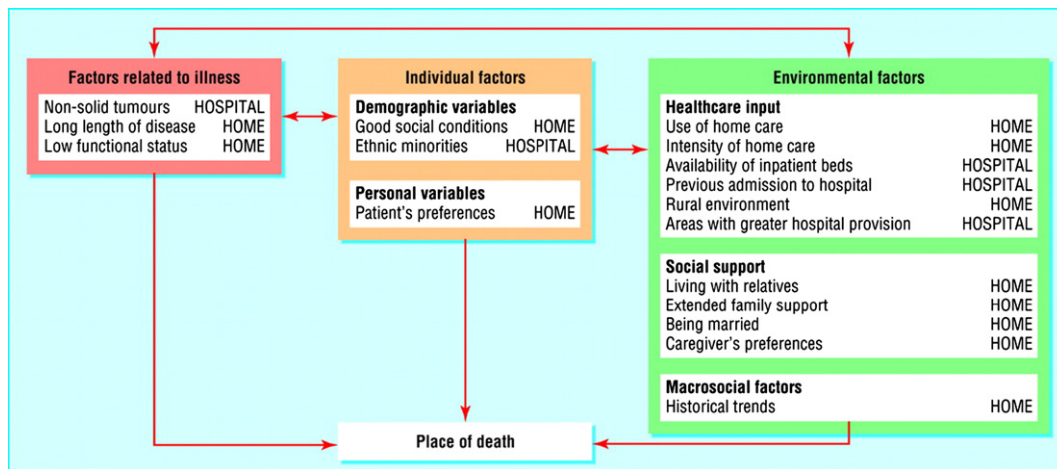 Factors related to illness
Non-solid tumours HOSPITAL
Long length of disease HOME
Low functional status HOME
Individual factors
Demographic variables
Good social conditions HOME
Ethnic minorities HOSPITAL
Personal variables
Patient's preferences HOME
Environmental factors
Healthcare input
Use of home care HOME
Intensity of home care HOME
Availability of inpatient beds HOSPITAL
Previous admission to hospital HOSPITAL
Rural environment HOME
Areas with greater hospital provision HOSPITAL
Social support
Living with relatives HOME
Extended family support HOME
Being married HOME
Caregiver's preferences HOME
Macrosocial factors
Historical trends HOME
Place of death